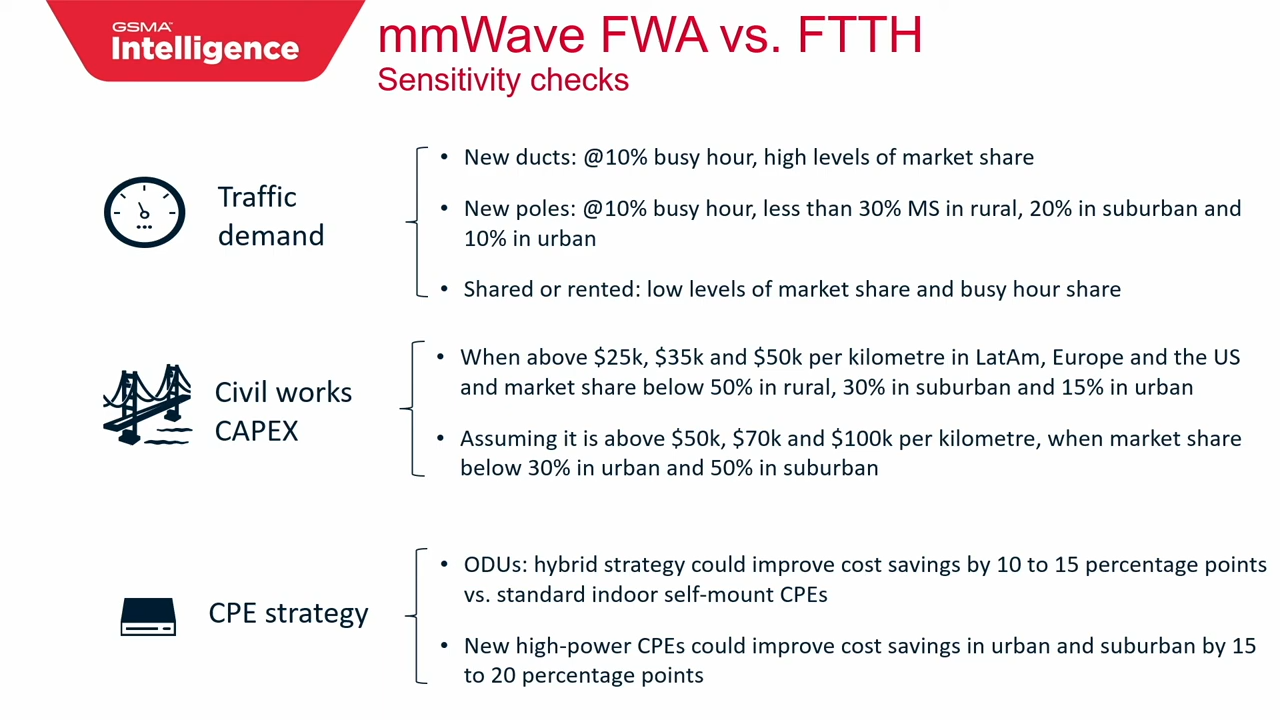 GSMA™
Intelligence
mmWave FWA vs. FTTH
Sensitivity checks
Traffic
demand
• New ducts: @10% busy hour, high levels of market share
• New poles: @10% busy hour, less than 30% MS in rural, 20% in suburban and
10% in urban
• Shared or rented: low levels of market share and busy hour share
Civil works
CAPEX
• When above $25k, $35k and $50k per kilometre in LatAm, Europe and the US
and market share below 50% in rural, 30% in suburban and 15% in urban
• Assuming it is above $50k, $70k and $100k per kilometre, when market share
below 30% in urban and 50% in suburban
CPE strategy
• ODUs: hybrid strategy could improve cost savings by 10 to 15 percentage points
vs. standard indoor self-mount CPEs
• New high-power CPEs could improve cost savings in urban and suburban by 15
to 20 percentage points